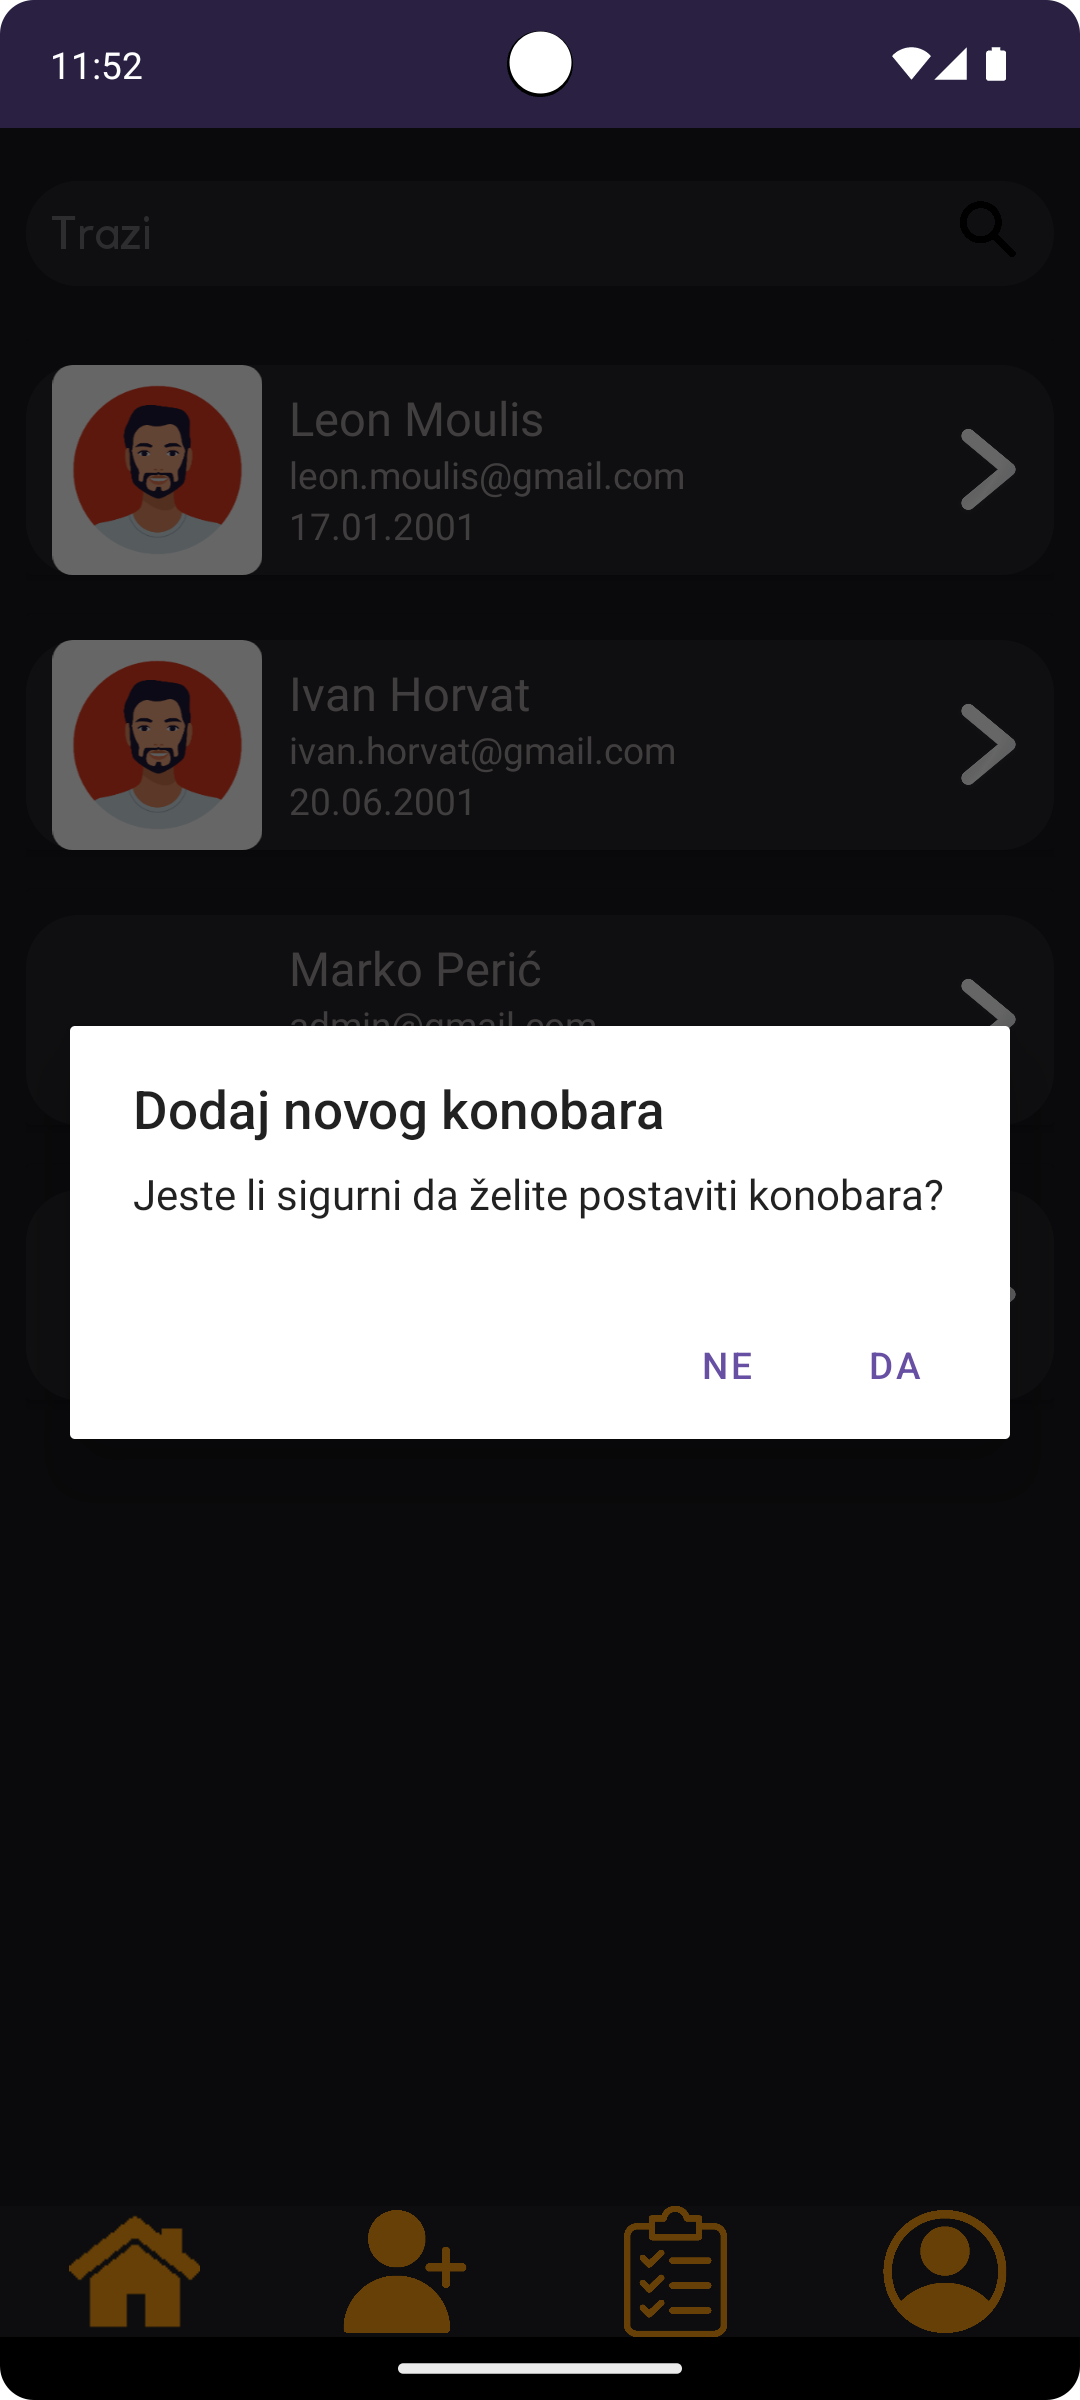 11:52
Trazi
Leon Moulis
leon.moulis@gmail.com
17.01.2001
Ivan Horvat
ivan.horvat@gmail.com
20.06.2001
Marko Perić
admin@gmail.com
Dodaj novog konobara
Jeste li sigurni da želite postaviti konobara?
NE DA